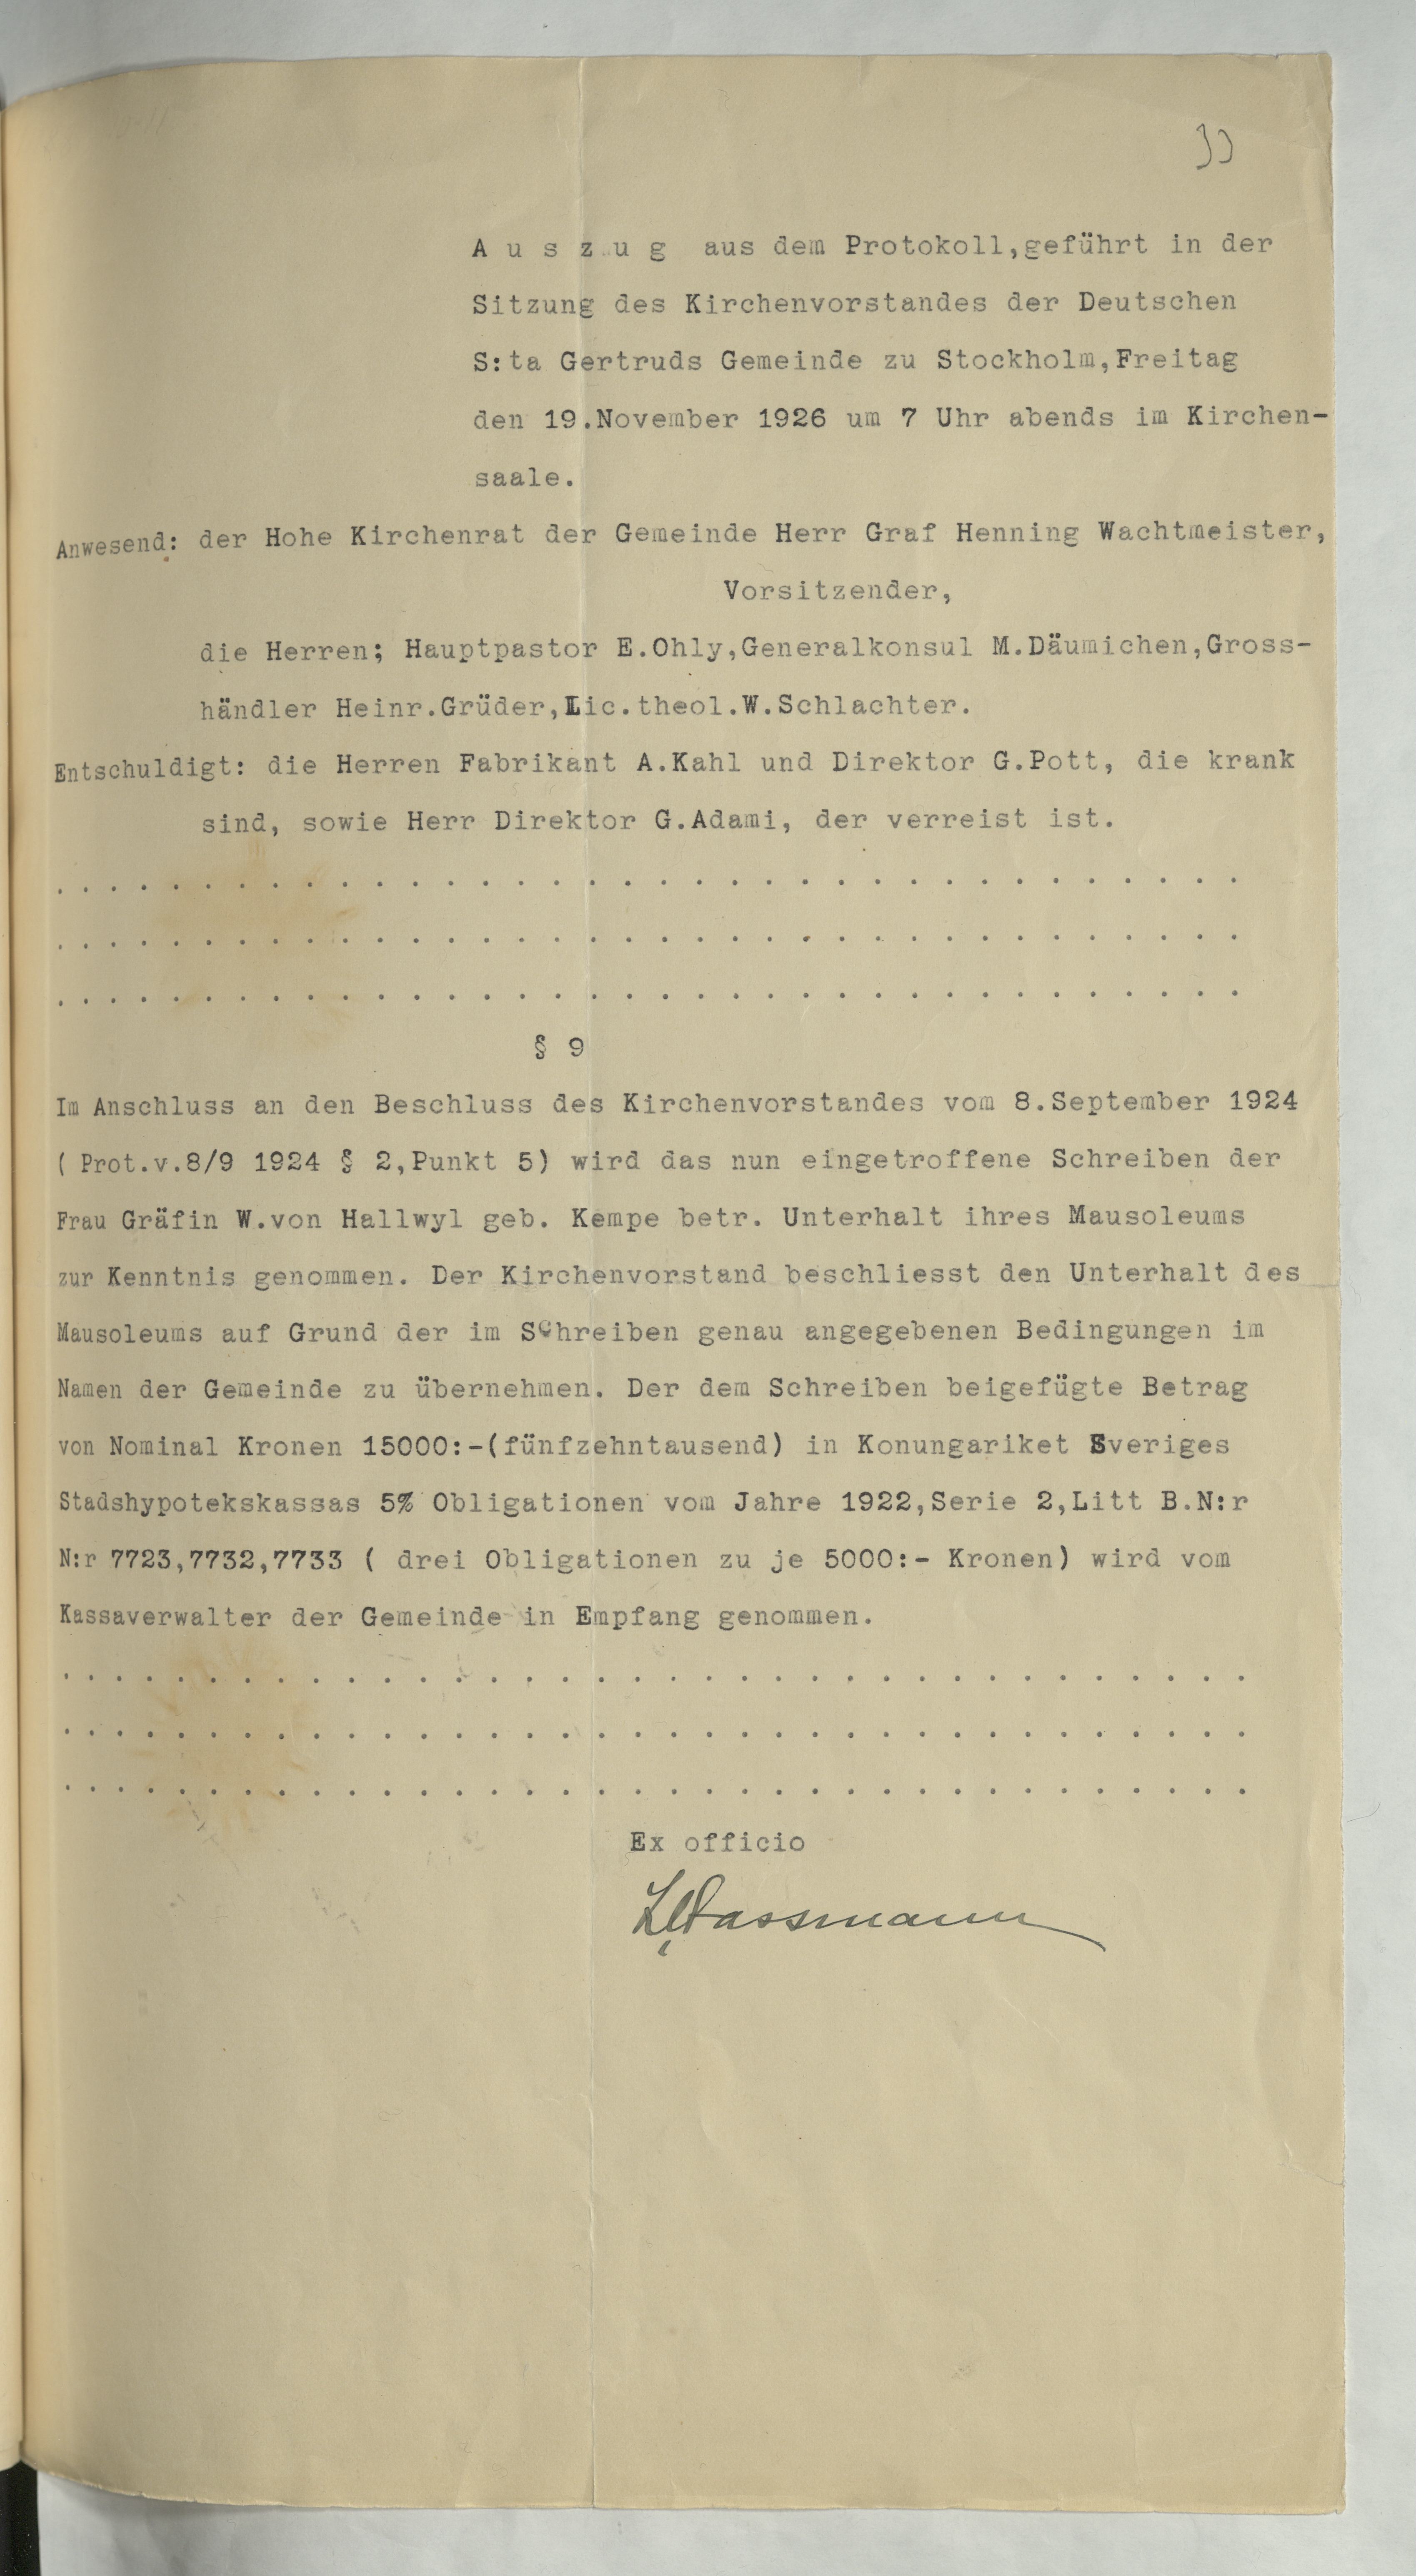 33
A u s z u g aus dem Protokoll,geführt in der
Sitzung des Kirchenvorstandes der Deutschen
S:ta Gertruds Gemeinde zu Stockholm,Freitag
den 19.November 1926 um 7 Uhr abends im Kirchen-
saale.
Anwesend: der Hohe Kirchenrat der Gemeinde Herr Graf Henning Wachtmeister,
Vorsitzender,
die Herren; Hauptpastor E.Ohly,Generalkonsul M.Däumichen,Gross-
händler Heinr.Grüder,Lic.theol.W.Schlachter.
Entschuldigt: die Herren Fabrikant A.Kahl und Direktor G.Pott, die krank
sind, sowie Herr Direktor G.Adami, der verreist ist.
. . . . . . . . . . . . . . . . . . . . . . . . . . . . . . . . . . . . . .
. . . . . . . . . . . . . . . . . . . . . . . . . . . . . . . . . . . . . .
. . . . . . . . . . . . . . . . . . . . . . . . . . . . . . . . . . . . . .
§ 9
Im Anschluss an den Beschluss des Kirchenvorstandes vom 8.September 1924
( Prot.v.8/9 1924 § 2,Punkt 5) wird das nun eingetroffene Schreiben der
Frau Gräfin W.von Hallwyl geb. Kempe betr. Unterhalt ihres Mausoleums
zur Kenntnis genommen. Der Kirchenvorstand beschliesst den Unterhalt des
Mausoleums auf Grund der im Schreiben genau angegebenen Bedingungen im
Namen der Gemeinde zu übernehmen. Der dem Schreiben beigefügte Betrag
von Nominal Kronen 15000:-(fünfzehntausend) in Konungariket Sveriges
Stadshypotekskassas 5% Obligationen vom Jahre 1922,Serie 2,Litt B.N:r
N:r 7723,7732,7733 ( drei Obligationen zu je 5000:- Kronen) wird vom
Kassaverwalter der Gemeinde in Empfang genommen.
. . . . . . . . . . . . . . . . . . . . . . . . . . . . . . . . . . . . . .
. . . . . . . . . . . . . . . . . . . . . . . . . . . . . . . . . . . . . .
. . . . . . . . . . . . . . . . . . . . . . . . . . . . . . . . . . . . . .
Ex officio